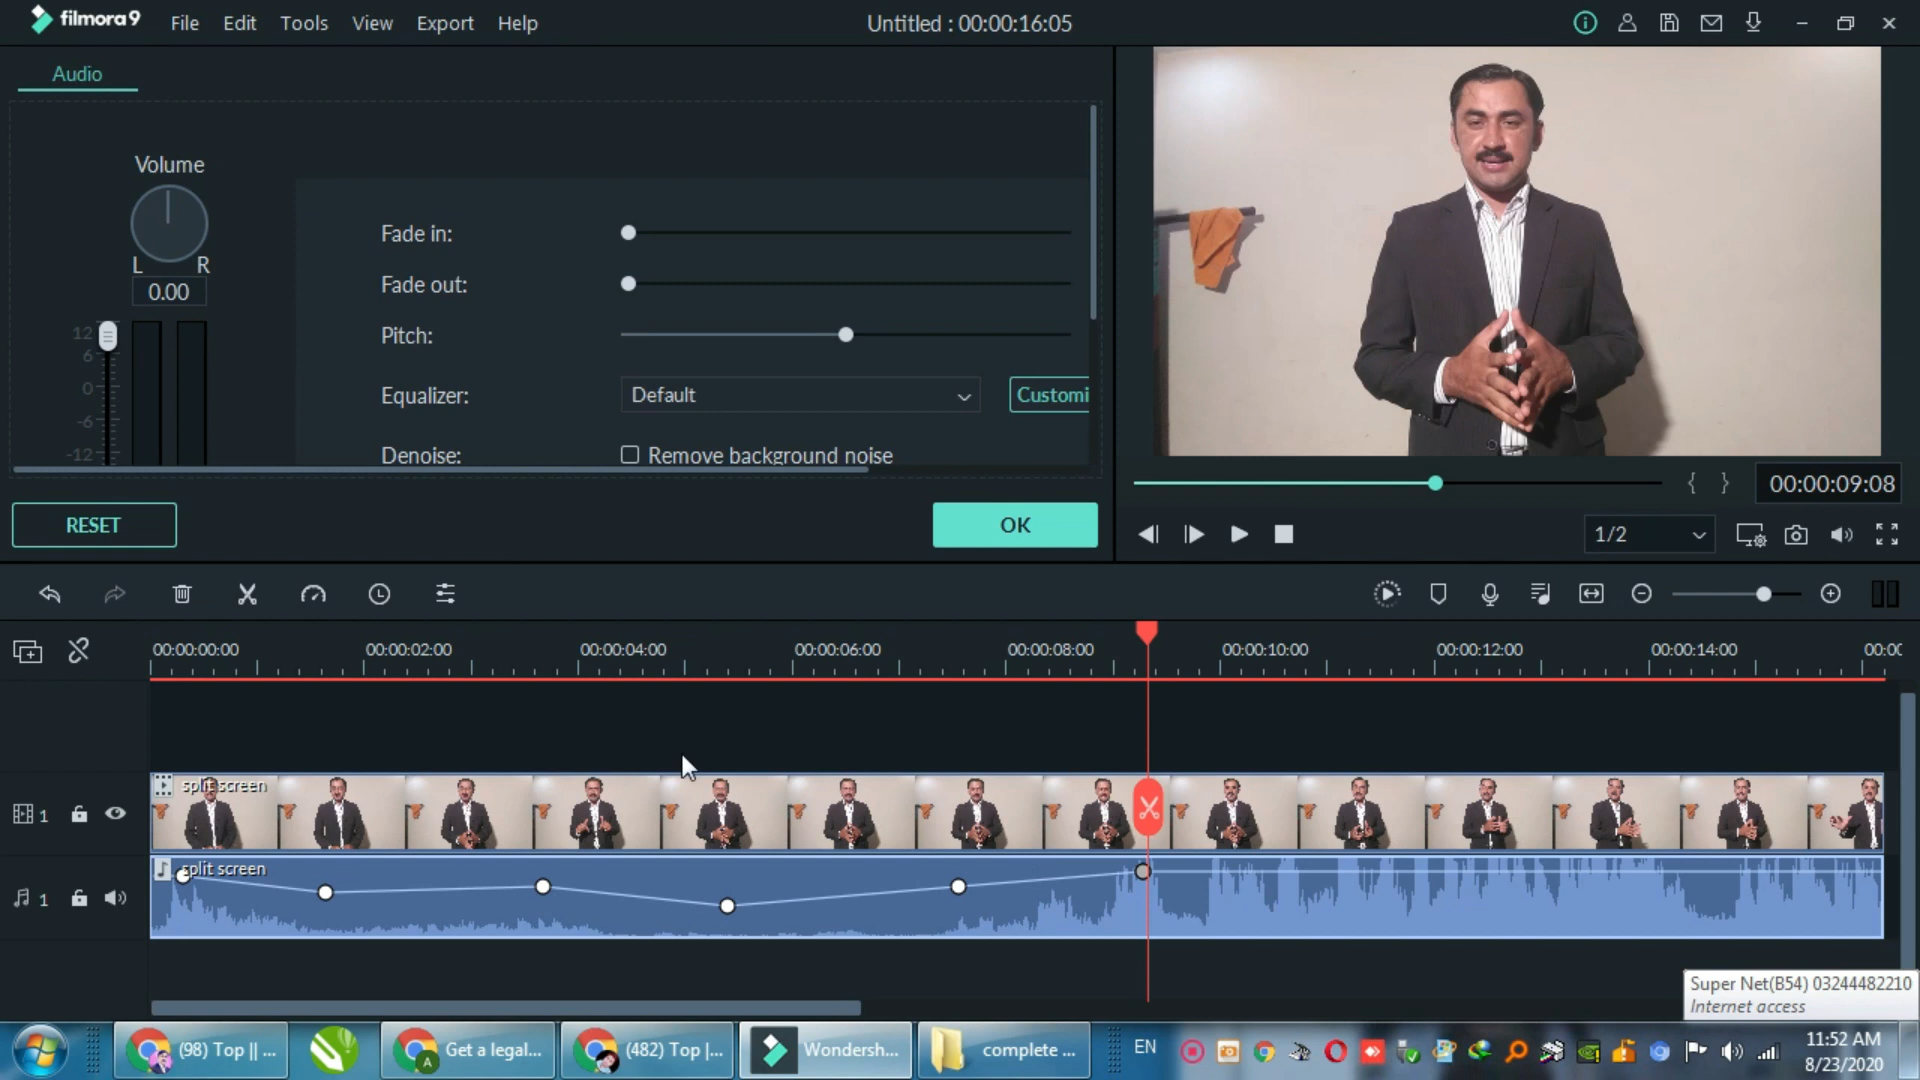 filmora9 File Edit Tools View Export Help Untitled : 00:00:16:05
Audio
Volume
L R
0.00
12
6
0
-6
-12
Fade in:
Fade out:
Pitch:
Equalizer: Default Customi
Denoise: Remove background noise
RESET OK
{ } 00:00:09:08
1/2
00:00:00:00 00:00:02:00 00:00:04:00 00:00:06:00 00:00:08:00 00:00:10:00 00:00:12:00 00:00:14:00 00:00
split screen
1
split screen
1
Super Net(B54) 03244482210
Internet access
(98) Top || ... Get a legal... (482) Top |... Wondersh... complete ... EN
11:52 AM
8/23/2020